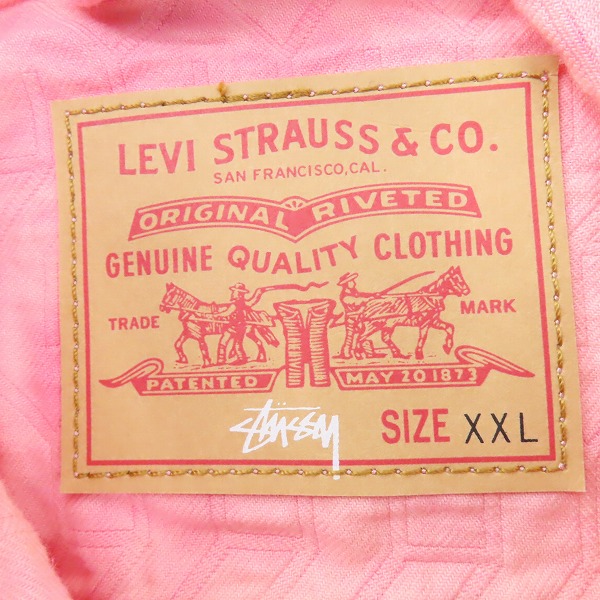 LEVI STRAUSS & CO.
SAN FRANCISCO, CAL.
ORIGINAL RIVETED
GENUINE QUALITY CLOTHING
TRADE MARK
PATENTED MAY 20 1873
Stüssy SIZE XXL